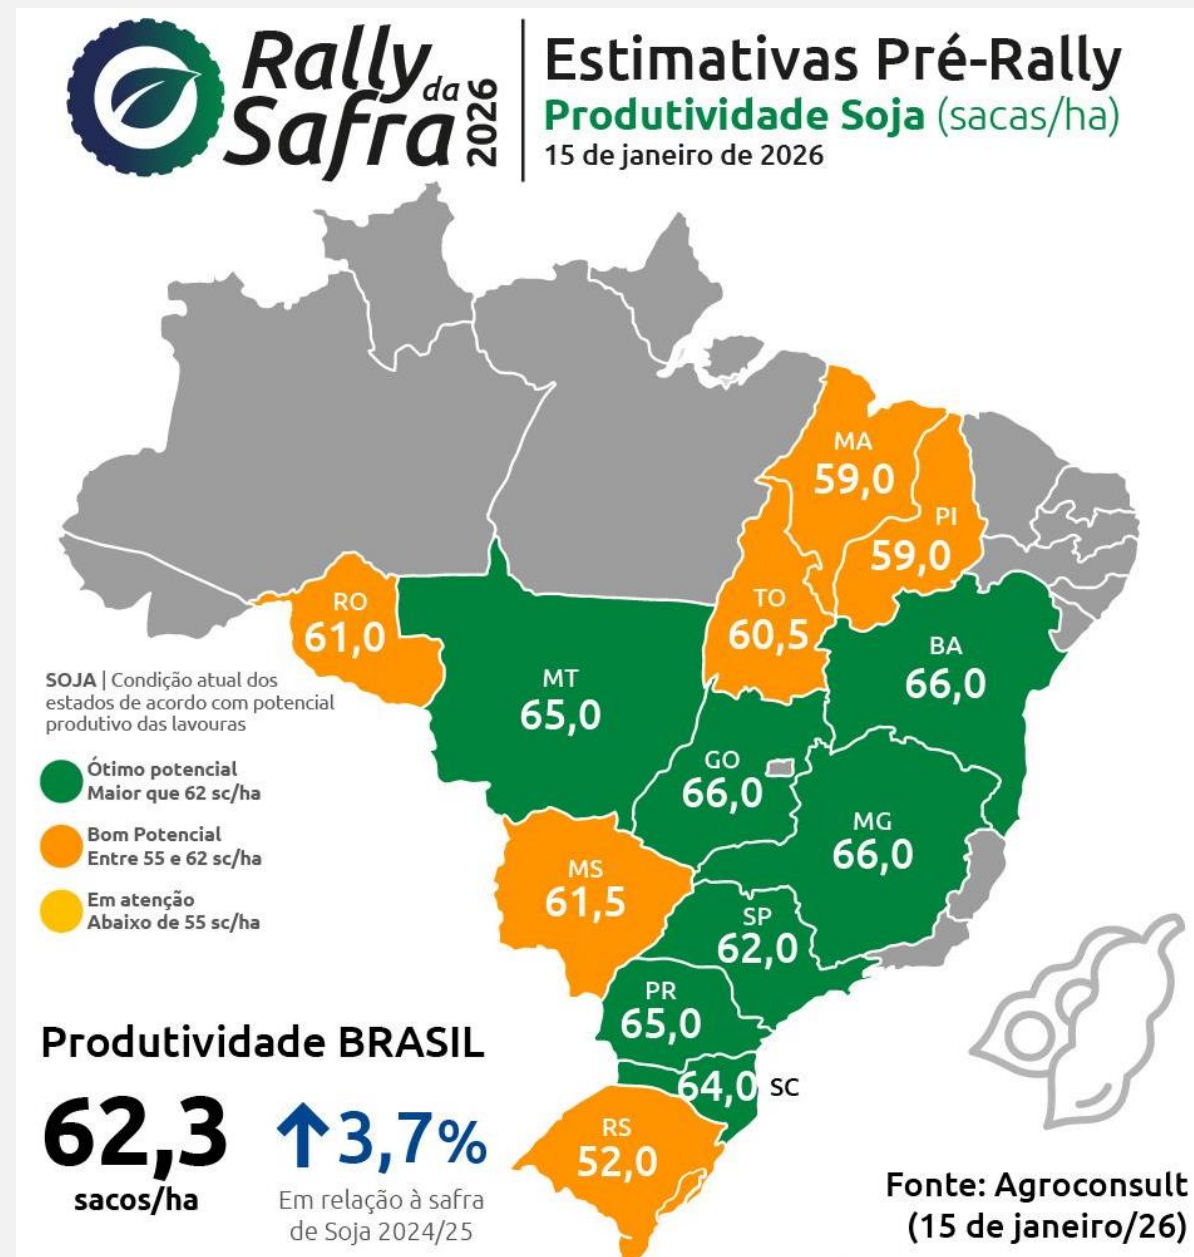 Rally da
Safra
2026
Estimativas Pré-Rally
Produtividade Soja (sacas/ha)
15 de janeiro de 2026
MA
59,0
PI
59,0
TO
60,5
RO
61,0
BA
66,0
MT
65,0
GO
66,0
MG
66,0
MS
61,5
SP
62,0
PR
65,0
64,0 SC
RS
52,0
SOJA | Condição atual dos
estados de acordo com potencial
produtivo das lavouras
Ótimo potencial
Maior que 62 sc/ha
Bom Potencial
Entre 55 e 62 sc/ha
Em atenção
Abaixo de 55 sc/ha
Produtividade BRASIL
62,3
sacos/ha
↑3,7%
Em relação à safra
de Soja 2024/25
Fonte: Agroconsult
(15 de janeiro/26)